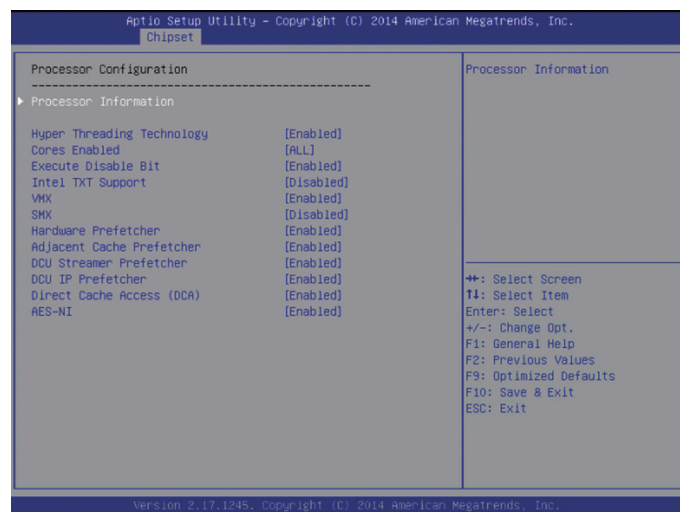 Aptio Setup Utility – Copyright (C) 2014 American Megatrends, Inc.
Chipset
Processor Configuration
--------------------------------------------------
Processor Information
Hyper Threading Technology [Enabled]
Cores Enabled [ALL]
Execute Disable Bit [Enabled]
Intel TXT Support [Disabled]
VMX [Enabled]
SMX [Disabled]
Hardware Prefetcher [Enabled]
Adjacent Cache Prefetcher [Enabled]
DCU Streamer Prefetcher [Enabled]
DCU IP Prefetcher [Enabled]
Direct Cache Access (DCA) [Enabled]
AES-NI [Enabled]
Processor Information
→←: Select Screen
↑↓: Select Item
Enter: Select
+/-: Change Opt.
F1: General Help
F2: Previous Values
F9: Optimized Defaults
F10: Save & Exit
ESC: Exit
Version 2.17.1245. Copyright (C) 2014 American Megatrends, Inc.